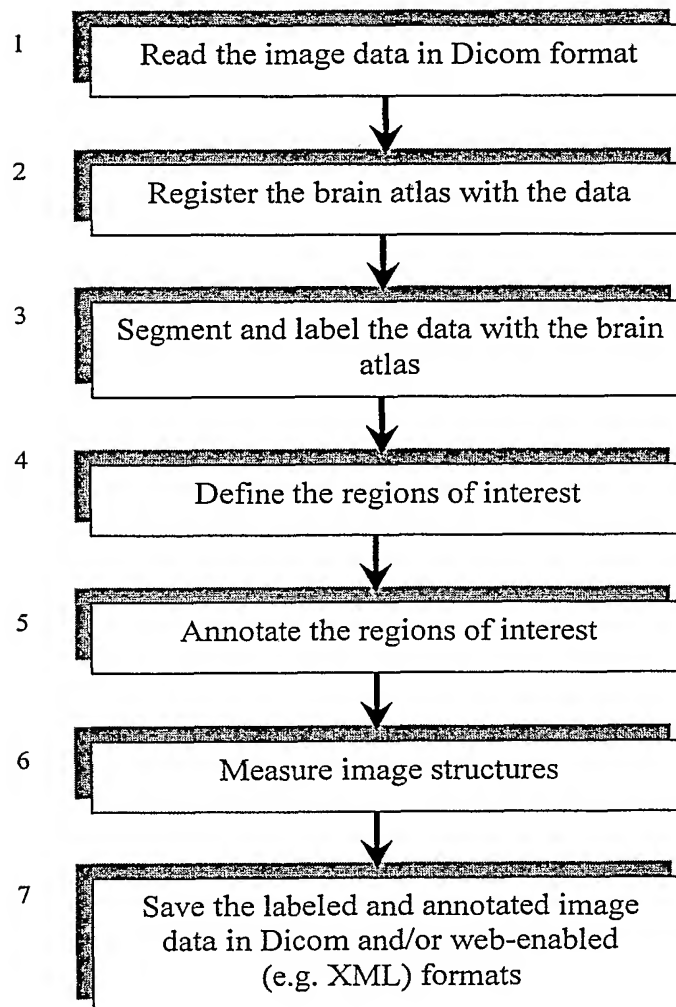 1
Read the image data in Dicom format
2
Register the brain atlas with the data
3
Segment and label the data with the brain
atlas
4
Define the regions of interest
5
Annotate the regions of interest
6
Measure image structures
7
Save the labeled and annotated image
data in Dicom and/or web-enabled
(e.g. XML) formats